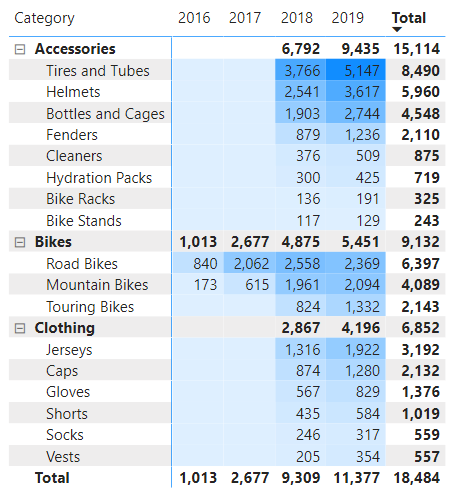 Category 2016 2017 2018 2019 Total
Accessories 6,792 9,435 15,114
Tires and Tubes 3,766 5,147 8,490
Helmets 2,541 3,617 5,960
Bottles and Cages 1,903 2,744 4,548
Fenders 879 1,236 2,110
Cleaners 376 509 875
Hydration Packs 300 425 719
Bike Racks 136 191 325
Bike Stands 117 129 243
Bikes 1,013 2,677 4,875 5,451 9,132
Road Bikes 840 2,062 2,558 2,369 6,397
Mountain Bikes 173 615 1,961 2,094 4,089
Touring Bikes 824 1,332 2,143
Clothing 2,867 4,196 6,852
Jerseys 1,316 1,922 3,192
Caps 874 1,280 2,132
Gloves 567 829 1,376
Shorts 435 584 1,019
Socks 246 317 559
Vests 205 354 557
Total 1,013 2,677 9,309 11,377 18,484